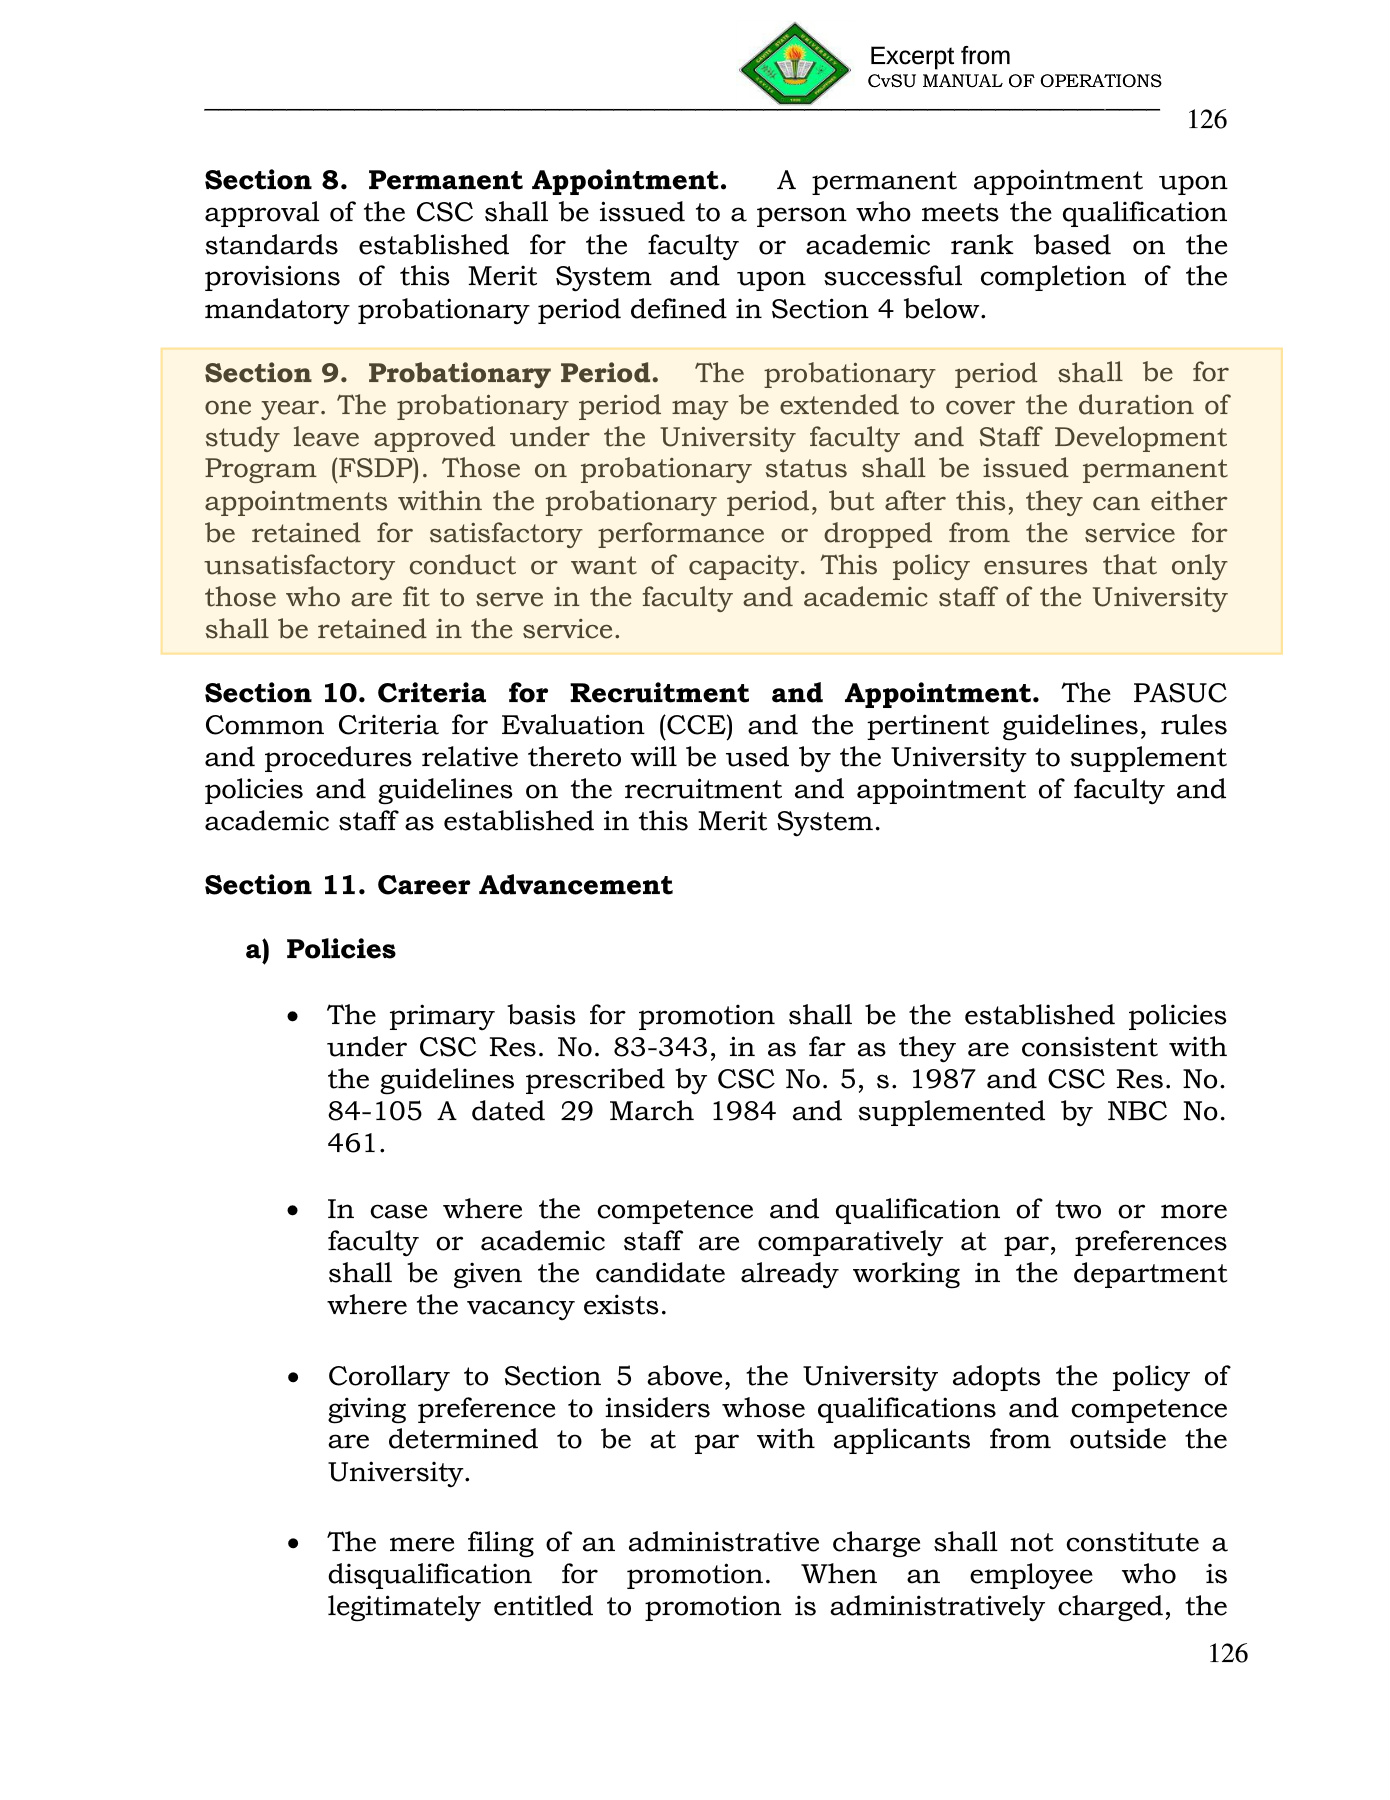 Excerpt from
CvSU MANUAL OF OPERATIONS
126
Section 8. Permanent Appointment. A permanent appointment upon
approval of the CSC shall be issued to a person who meets the qualification
standards established for the faculty or academic rank based on the
provisions of this Merit System and upon successful completion of the
mandatory probationary period defined in Section 4 below.
Section 9. Probationary Period. The probationary period shall be for
one year. The probationary period may be extended to cover the duration of
study leave approved under the University faculty and Staff Development
Program (FSDP). Those on probationary status shall be issued permanent
appointments within the probationary period, but after this, they can either
be retained for satisfactory performance or dropped from the service for
unsatisfactory conduct or want of capacity. This policy ensures that only
those who are fit to serve in the faculty and academic staff of the University
shall be retained in the service.
Section 10. Criteria for Recruitment and Appointment. The PASUC
Common Criteria for Evaluation (CCE) and the pertinent guidelines, rules
and procedures relative thereto will be used by the University to supplement
policies and guidelines on the recruitment and appointment of faculty and
academic staff as established in this Merit System.
Section 11. Career Advancement
a) Policies
• The primary basis for promotion shall be the established policies
under CSC Res. No. 83-343, in as far as they are consistent with
the guidelines prescribed by CSC No. 5, s. 1987 and CSC Res. No.
84-105 A dated 29 March 1984 and supplemented by NBC No.
461.
• In case where the competence and qualification of two or more
faculty or academic staff are comparatively at par, preferences
shall be given the candidate already working in the department
where the vacancy exists.
• Corollary to Section 5 above, the University adopts the policy of
giving preference to insiders whose qualifications and competence
are determined to be at par with applicants from outside the
University.
• The mere filing of an administrative charge shall not constitute a
disqualification for promotion. When an employee who is
legitimately entitled to promotion is administratively charged, the
126